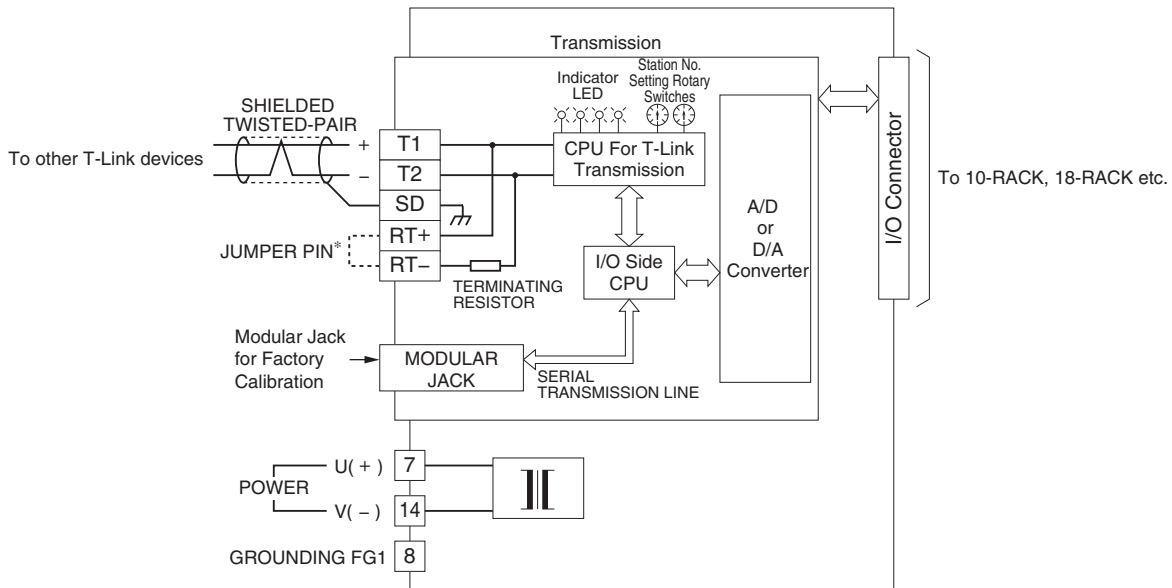 Transmission
Indicator
LED
Station No.
Setting Rotary
Switches
SHIELDED
TWISTED-PAIR
To other T-Link devices
+
−
T1
T2
SD
RT+
RT−
JUMPER PIN*
TERMINATING
RESISTOR
CPU For T-Link
Transmission
I/O Side
CPU
A/D
or
D/A
Converter
I/O Connector
To 10-RACK, 18-RACK etc.
Modular Jack
for Factory
Calibration
MODULAR
JACK
SERIAL
TRANSMISSION LINE
POWER
U( + )
7
V( − )
14
GROUNDING FG1
8